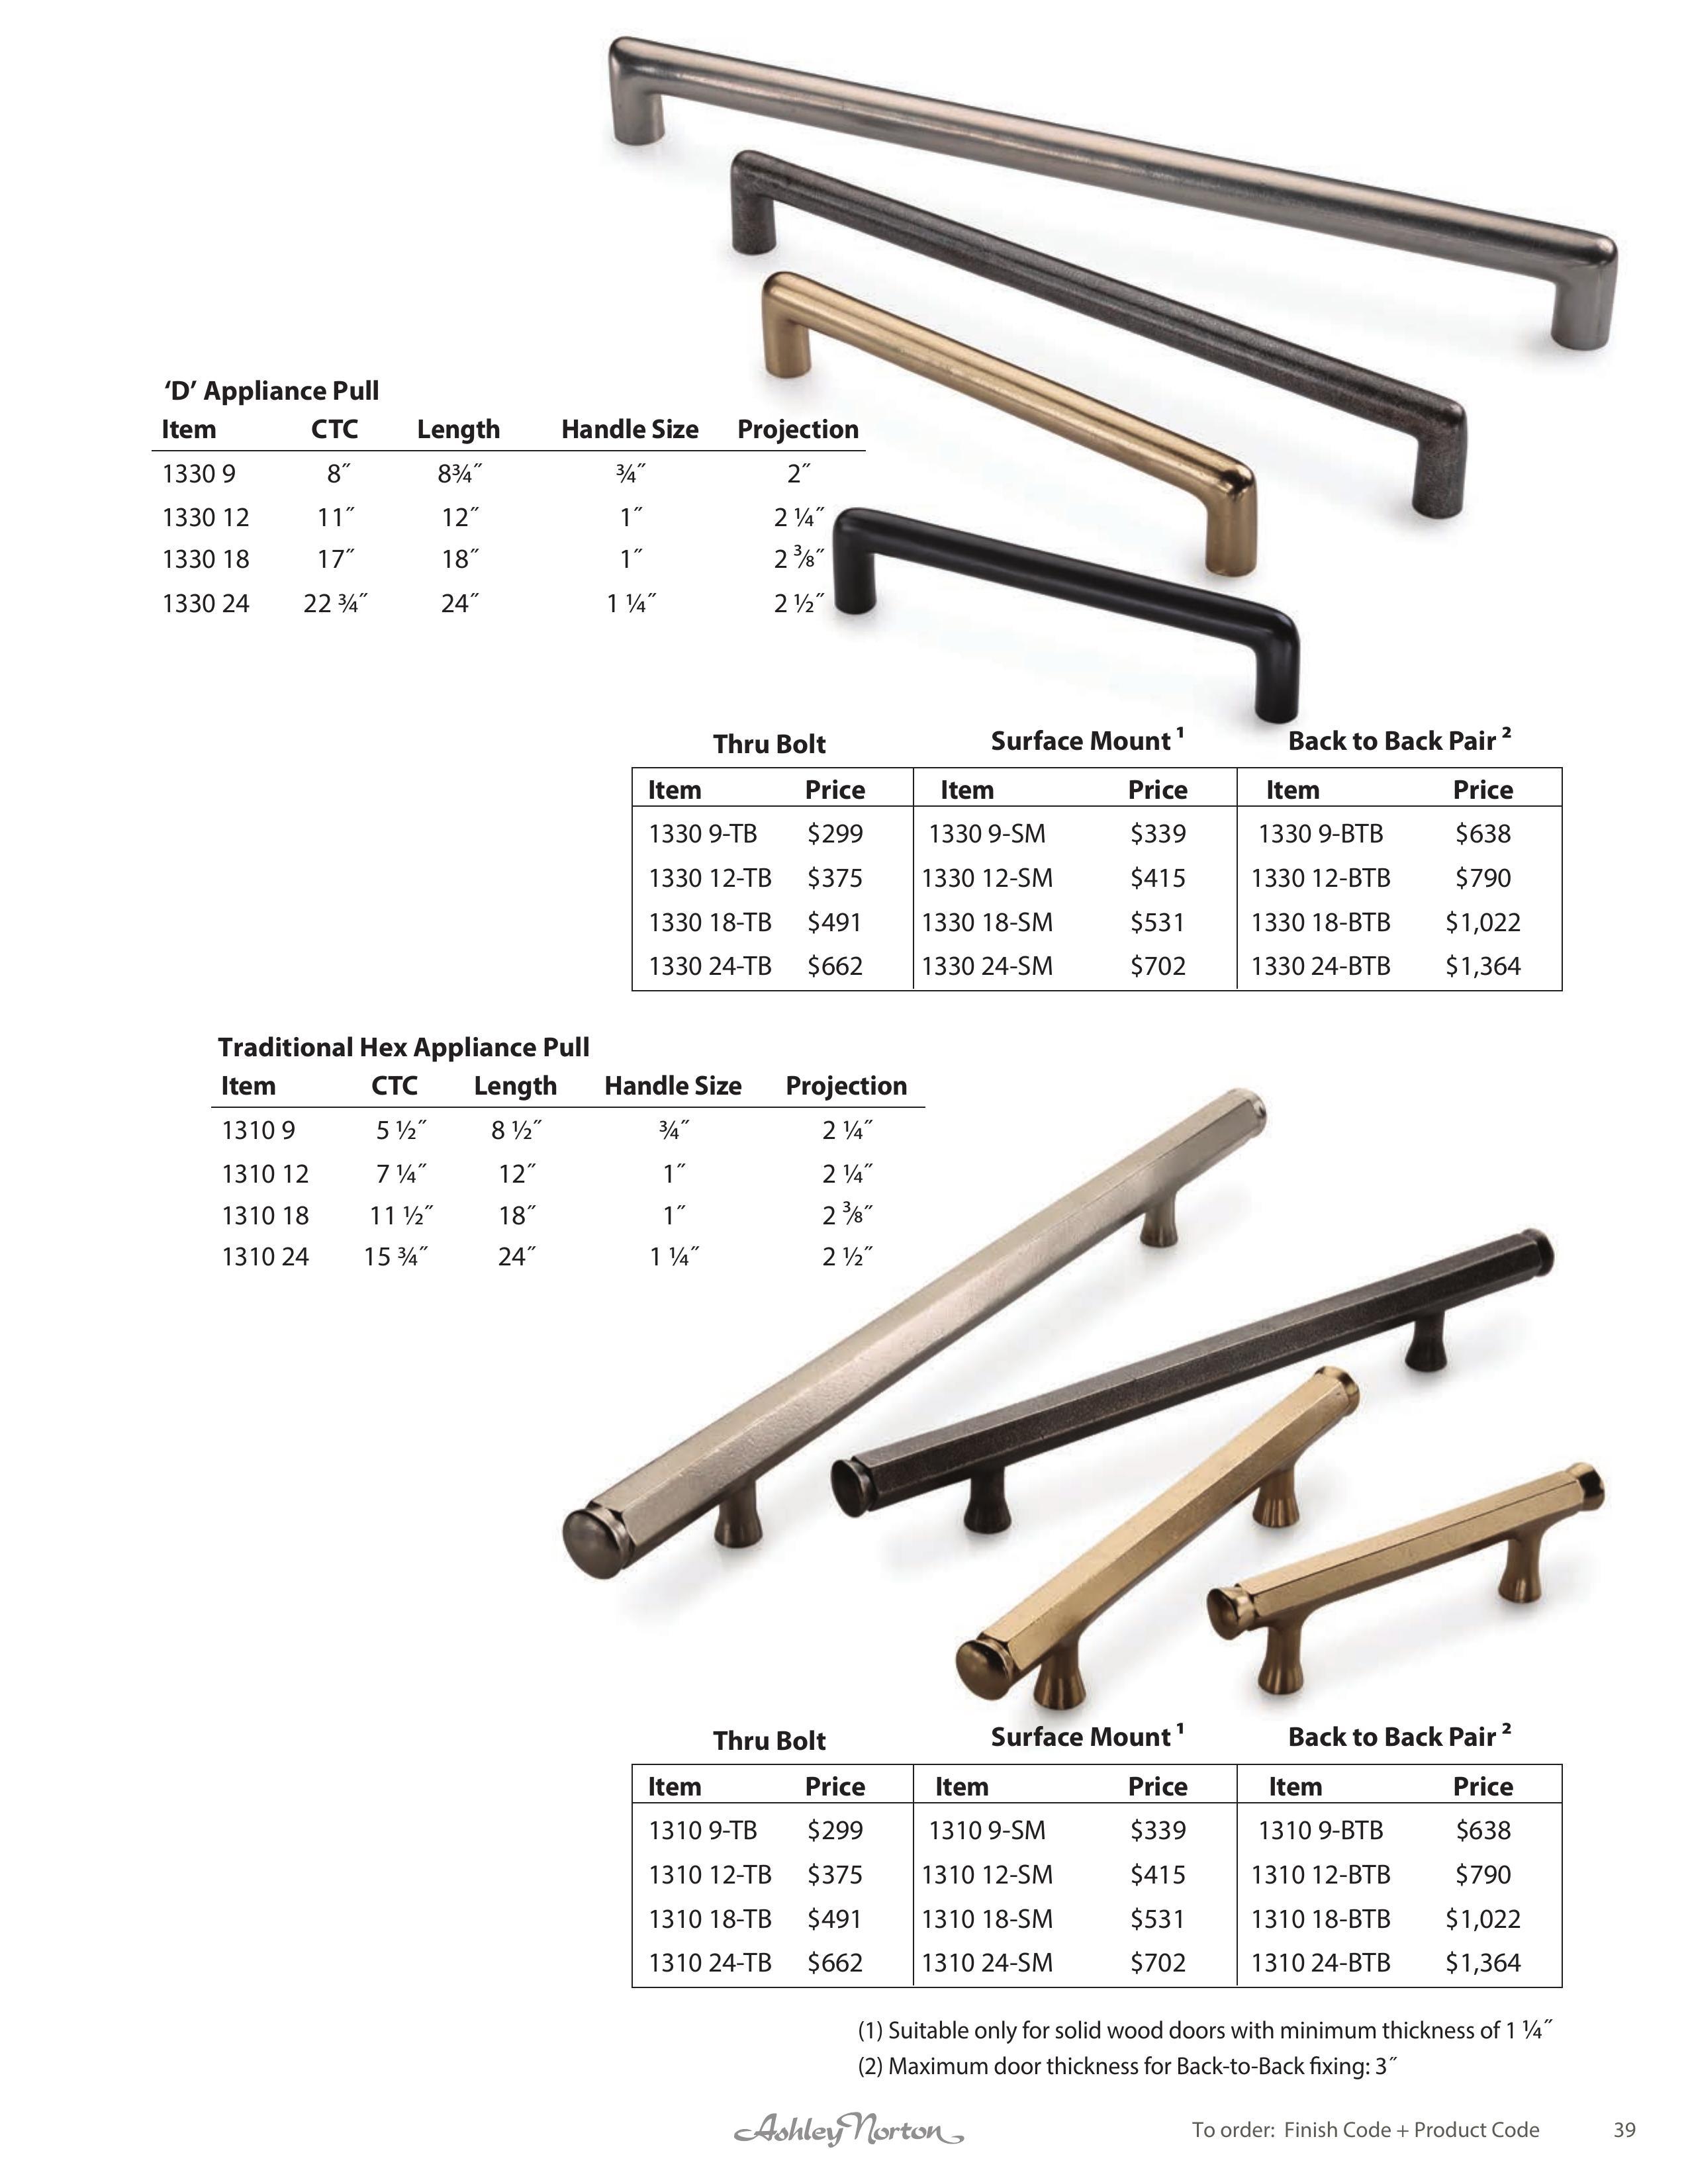 ‘D’ Appliance Pull
Item CTC Length Handle Size Projection
1330 9 8˝ 8¾˝ ¾˝ 2˝
1330 12 11˝ 12˝ 1˝ 2 ¼˝
1330 18 17˝ 18˝ 1˝ 2 ⅜˝
1330 24 22 ¾˝ 24˝ 1 ¼˝ 2 ½˝
Thru Bolt Surface Mount ¹ Back to Back Pair ²
Item Price Item Price Item Price
1330 9-TB $299 1330 9-SM $339 1330 9-BTB $638
1330 12-TB $375 1330 12-SM $415 1330 12-BTB $790
1330 18-TB $491 1330 18-SM $531 1330 18-BTB $1,022
1330 24-TB $662 1330 24-SM $702 1330 24-BTB $1,364
Traditional Hex Appliance Pull
Item CTC Length Handle Size Projection
1310 9 5 ½˝ 8 ½˝ ¾˝ 2 ¼˝
1310 12 7 ¼˝ 12˝ 1˝ 2 ¼˝
1310 18 11 ½˝ 18˝ 1˝ 2 ⅜˝
1310 24 15 ¾˝ 24˝ 1 ¼˝ 2 ½˝
Thru Bolt Surface Mount ¹ Back to Back Pair ²
Item Price Item Price Item Price
1310 9-TB $299 1310 9-SM $339 1310 9-BTB $638
1310 12-TB $375 1310 12-SM $415 1310 12-BTB $790
1310 18-TB $491 1310 18-SM $531 1310 18-BTB $1,022
1310 24-TB $662 1310 24-SM $702 1310 24-BTB $1,364
(1) Suitable only for solid wood doors with minimum thickness of 1 ¼˝
(2) Maximum door thickness for Back-to-Back fixing: 3˝
Ashley Norton To order: Finish Code + Product Code 39